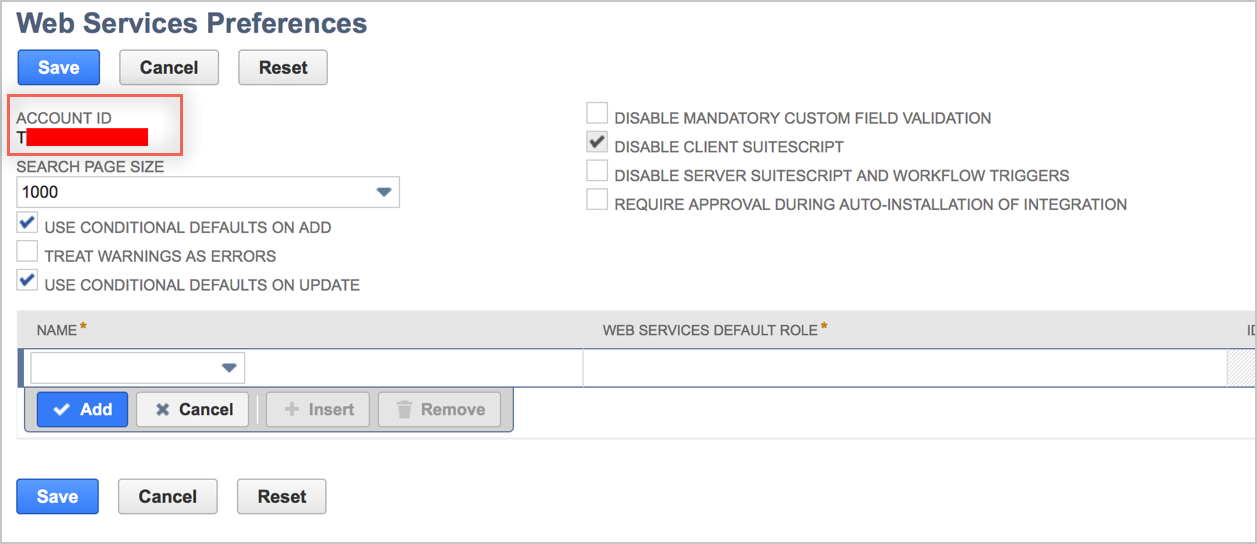 Web Services Preferences
Save Cancel Reset
ACCOUNT ID
T
SEARCH PAGE SIZE
1000
USE CONDITIONAL DEFAULTS ON ADD
TREAT WARNINGS AS ERRORS
USE CONDITIONAL DEFAULTS ON UPDATE
DISABLE MANDATORY CUSTOM FIELD VALIDATION
DISABLE CLIENT SUITESCRIPT
DISABLE SERVER SUITESCRIPT AND WORKFLOW TRIGGERS
REQUIRE APPROVAL DURING AUTO-INSTALLATION OF INTEGRATION
NAME* WEB SERVICES DEFAULT ROLE*
Add Cancel Insert Remove
Save Cancel Reset